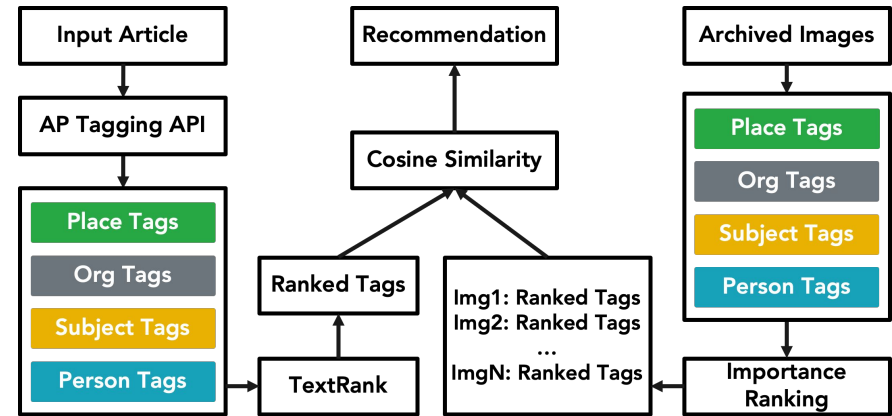 Input Article
AP Tagging API
Place Tags
Org Tags
Subject Tags
Person Tags
TextRank
Ranked Tags
Recommendation
Cosine Similarity
Archived Images
Place Tags
Org Tags
Subject Tags
Person Tags
Importance
Ranking
Img1: Ranked Tags
Img2: Ranked Tags
...
ImgN: Ranked Tags